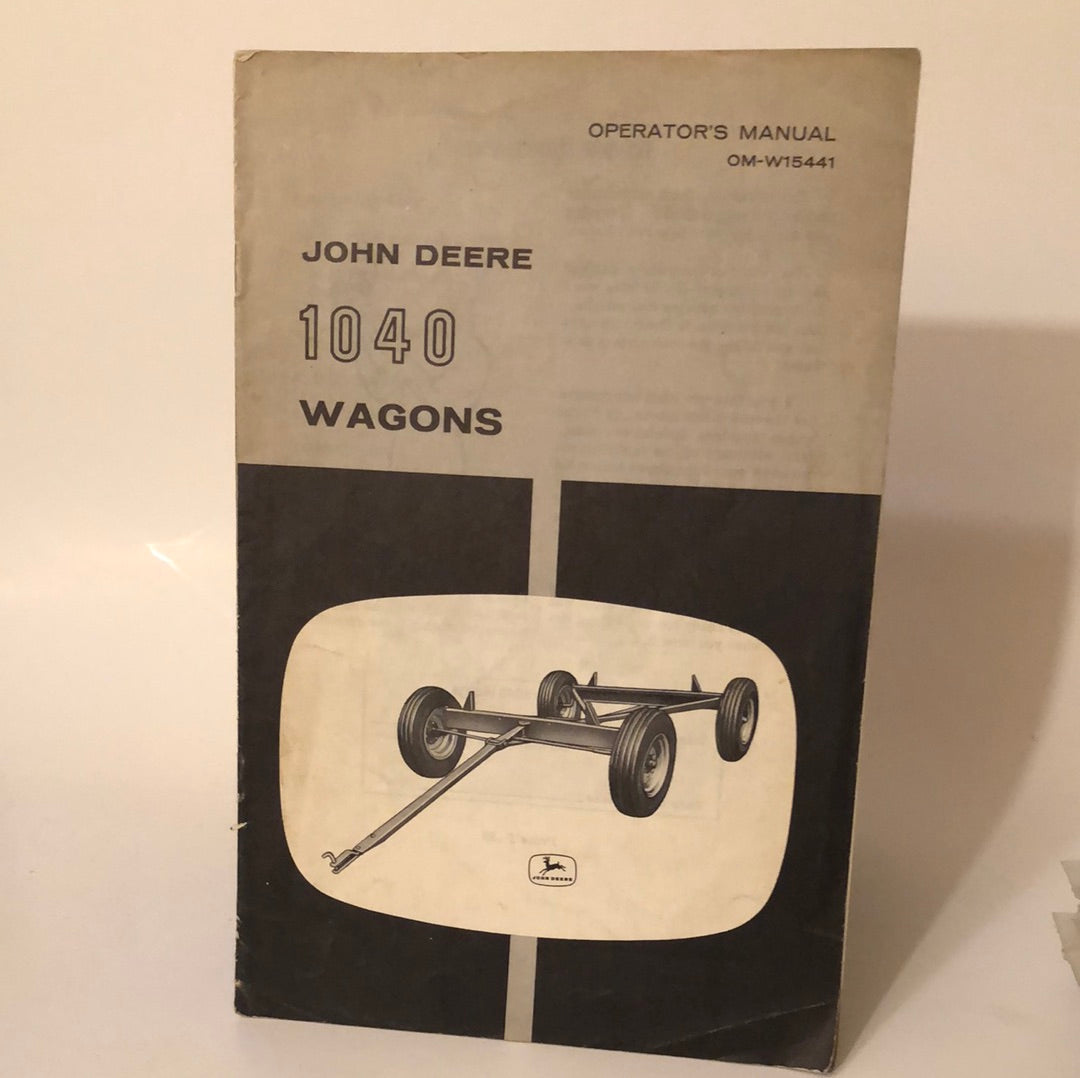 OPERATOR'S MANUAL
OM-W15441
JOHN DEERE
1040
WAGONS
JOHN DEERE